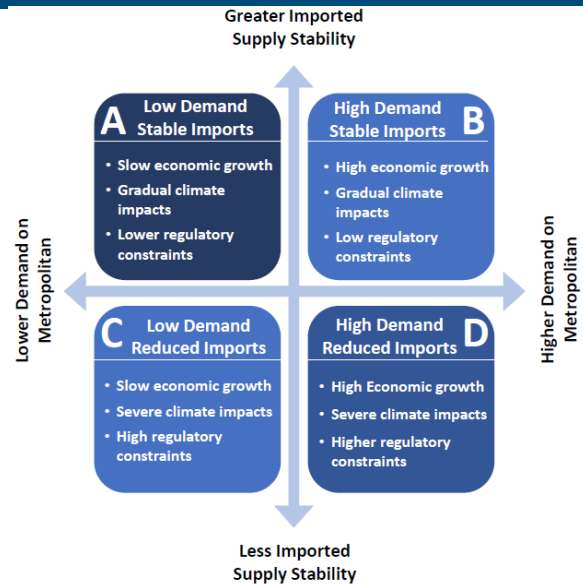 Greater Imported
Supply Stability
A
Low Demand
Stable Imports
• Slow economic growth
• Gradual climate
impacts
• Lower regulatory
constraints
High Demand
Stable Imports
B
• High economic growth
• Gradual climate
impacts
• Low regulatory
constraints
Lower Demand on
Metropolitan
Higher Demand on
Metropolitan
C
Low Demand
Reduced Imports
• Slow economic growth
• Severe climate impacts
• High regulatory
constraints
High Demand
Reduced Imports
D
• High Economic growth
• Severe climate impacts
• Higher regulatory
constraints
Less Imported
Supply Stability